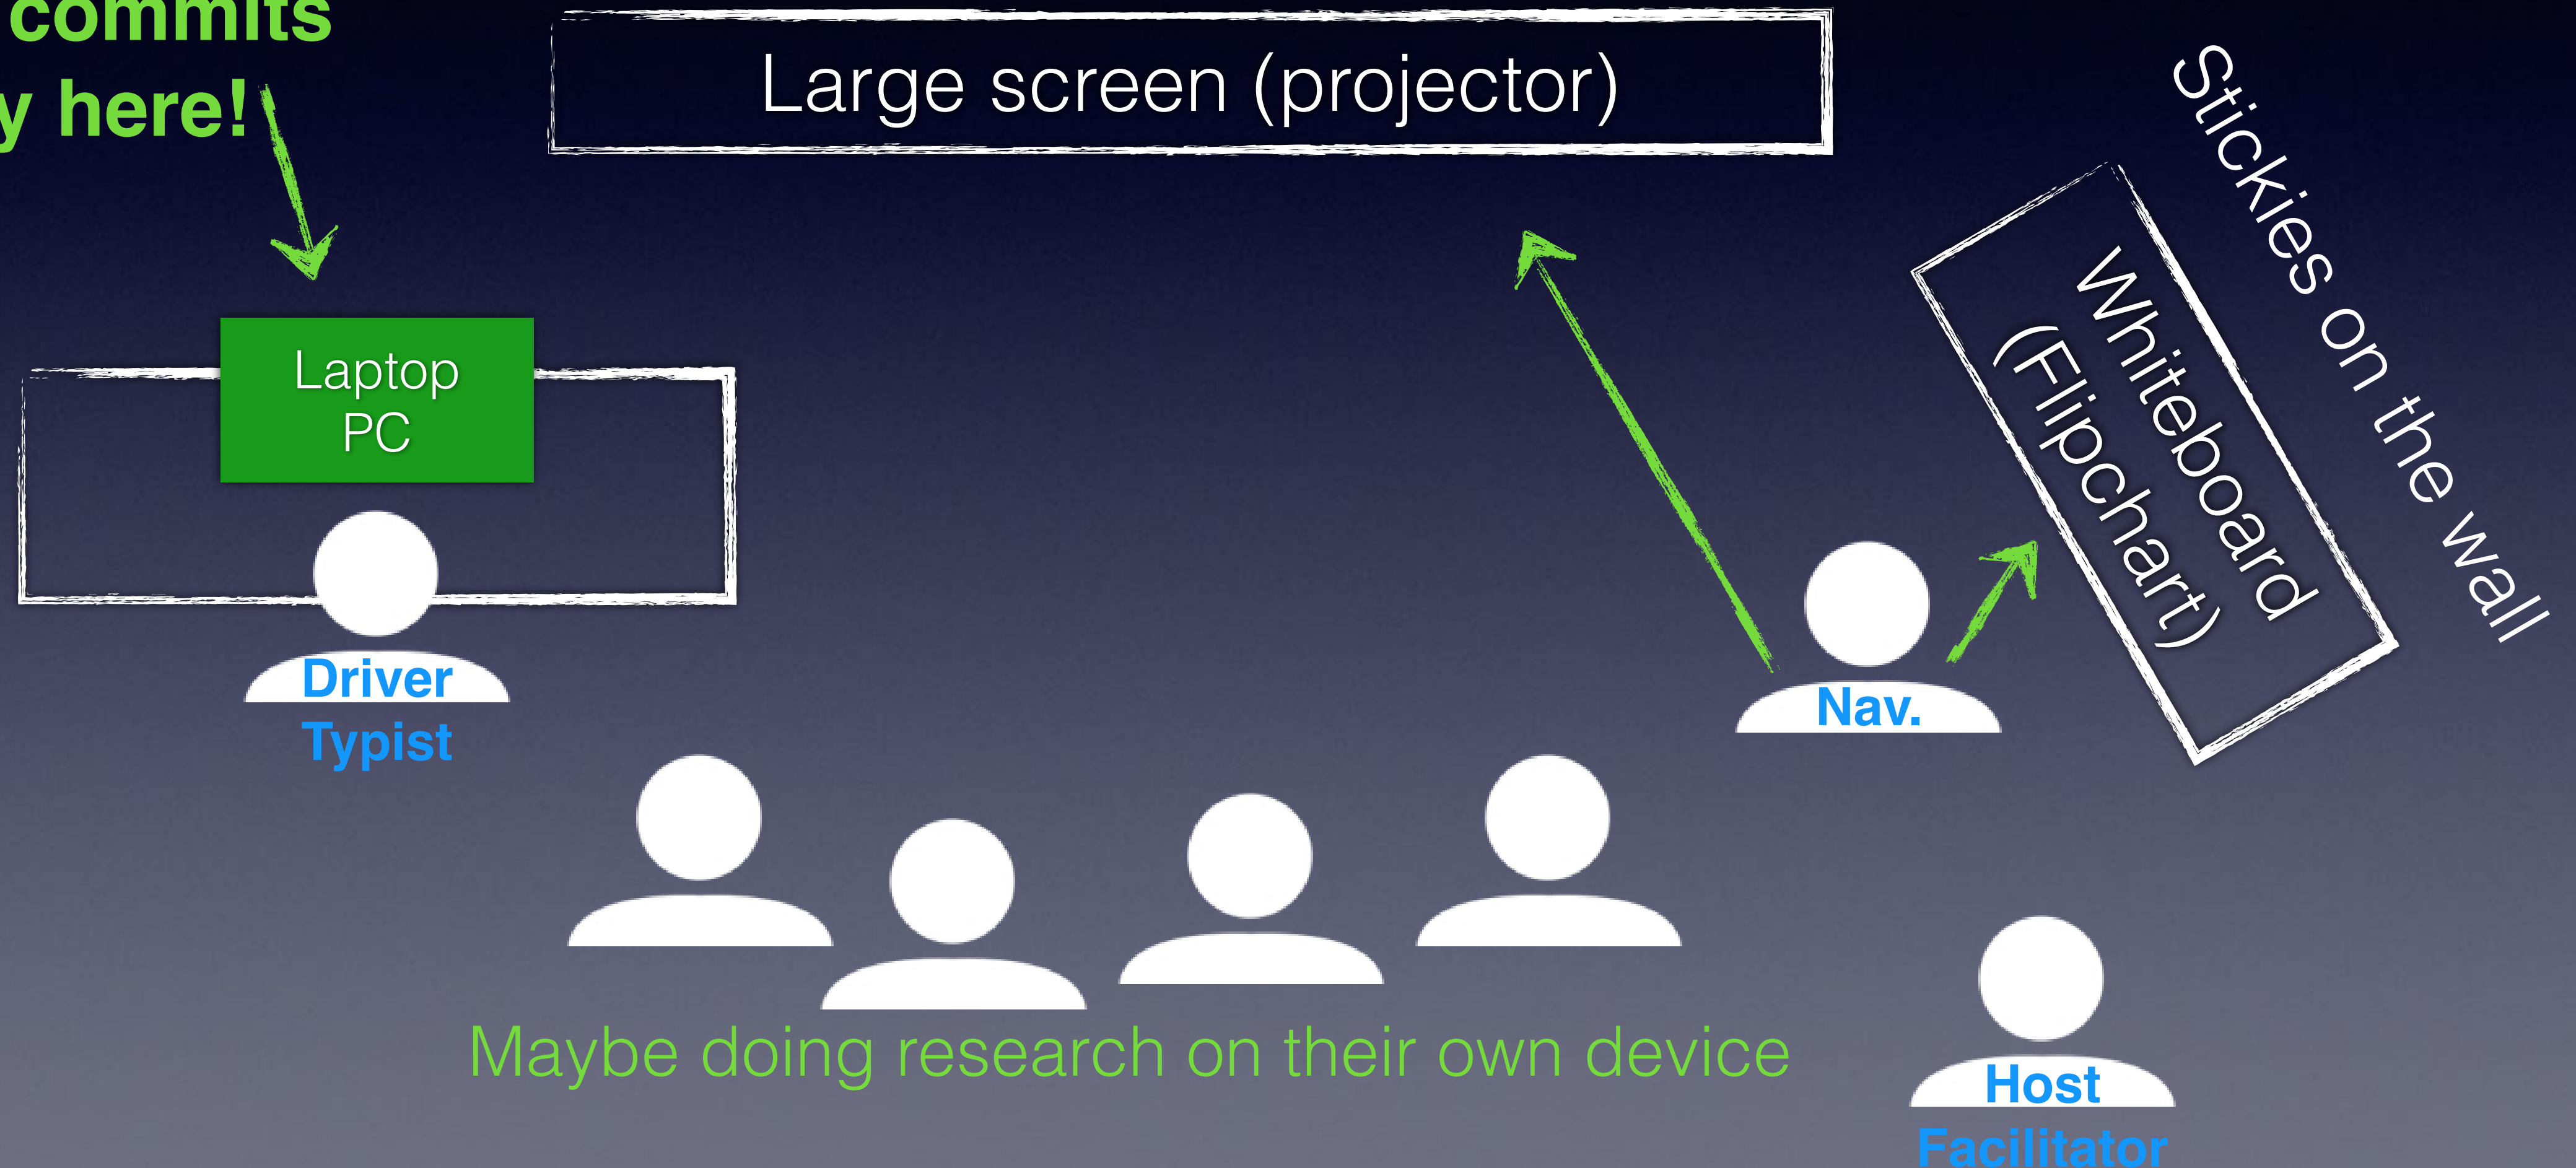 commits
y here!
Large screen (projector)
Stickies on the wall
Whiteboard
(Flipchart)
Laptop
PC
Driver
Typist
Nav.
Maybe doing research on their own device
Host
Facilitator